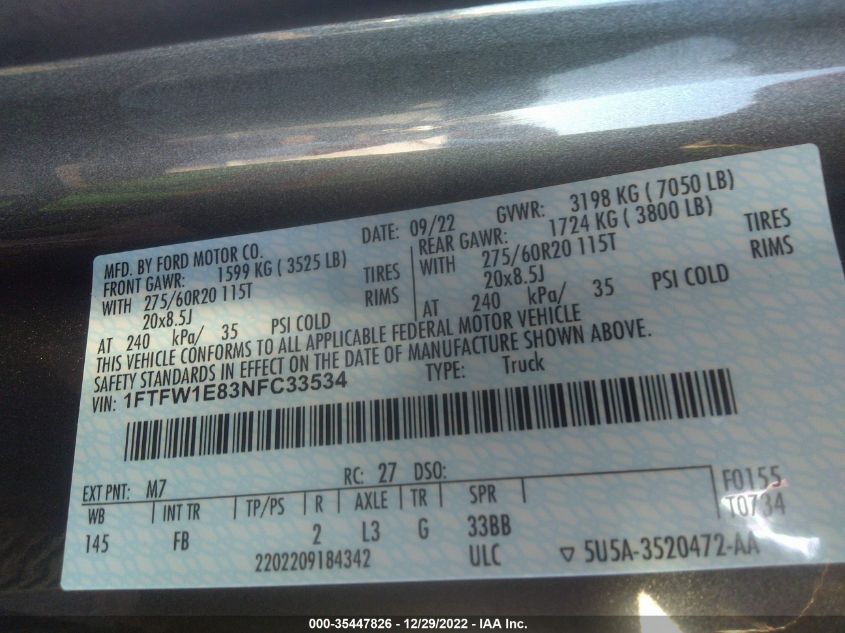 MFD. BY FORD MOTOR CO.
DATE: 09/22 GVWR: 3198 KG ( 7050 LB)
FRONT GAWR: 1599 KG ( 3525 LB)
WITH 275/60R20 115T TIRES
20x8.5J RIMS
AT 240 kPa/ 35 PSI COLD
REAR GAWR: 1724 KG ( 3800 LB)
WITH 275/60R20 115T TIRES
20x8.5J RIMS
AT 240 kPa/ 35 PSI COLD
THIS VEHICLE CONFORMS TO ALL APPLICABLE FEDERAL MOTOR VEHICLE
SAFETY STANDARDS IN EFFECT ON THE DATE OF MANUFACTURE SHOWN ABOVE.
VIN: 1FTFW1E83NFC33534 TYPE: Truck
EXT PNT: M7 RC: 27 DSO: F0155
WB INT TR TP/PS R AXLE TR SPR T0734
145 FB 2 L3 G 33BB
2202209184342 ULC ▽ 5U5A-3520472-AA
000-35447826 - 12/29/2022 - IAA Inc.